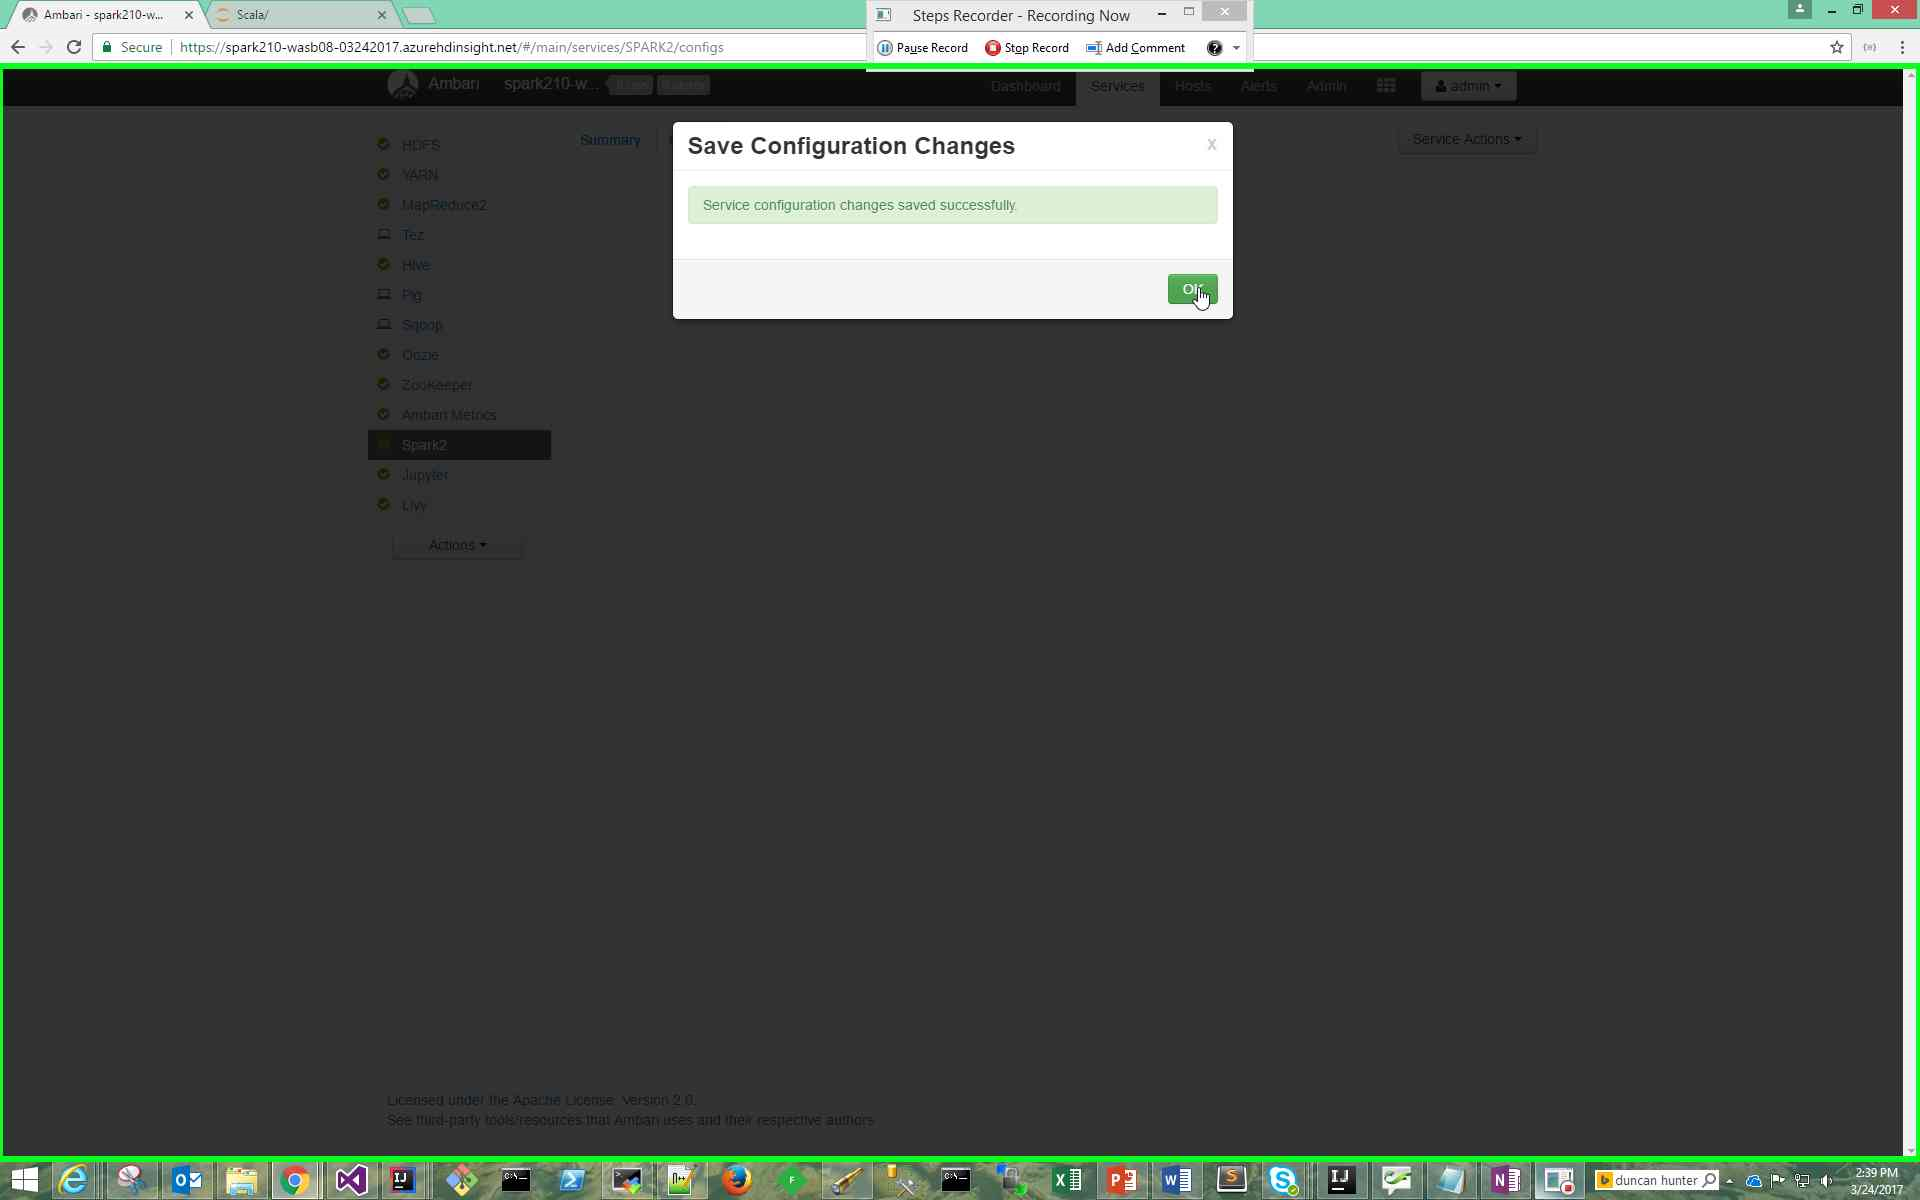 Ambari - spark210-w...
Scala/
Steps Recorder - Recording Now
Pause Record
Stop Record
Add Comment
Secure
https://spark210-wasb08-03242017.azurehdinsight.net/#/main/services/SPARK2/configs
Ambari
spark210-w...
Dashboard
Services
Hosts
Alerts
Admin
admin
HDFS
YARN
MapReduce2
Tez
Hive
Pig
Sqoop
Oozie
ZooKeeper
Ambari Metrics
Spark2
Jupyter
Livy
Actions
Summary
Service Actions
Save Configuration Changes
X
Service configuration changes saved successfully.
OK
Licensed under the Apache License, Version 2.0.
See third-party tools/resources that Ambari uses and their respective authors
duncan hunter
2:39 PM
3/24/2017